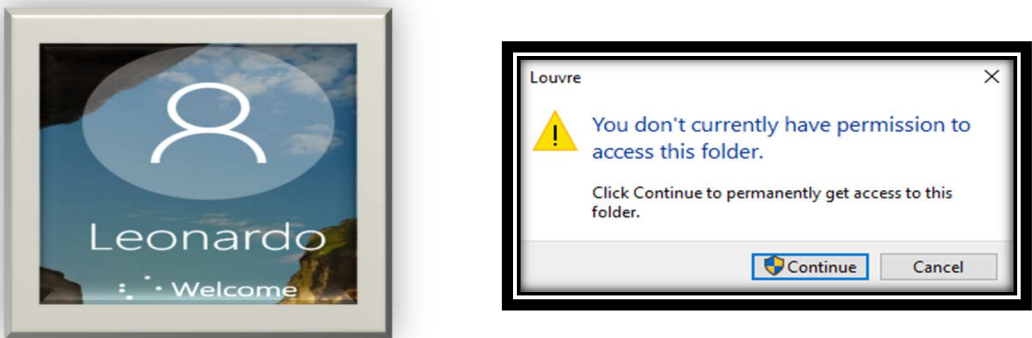 Leonardo
Welcome
Louvre
You don't currently have permission to
access this folder.
Click Continue to permanently get access to this
folder.
Continue
Cancel